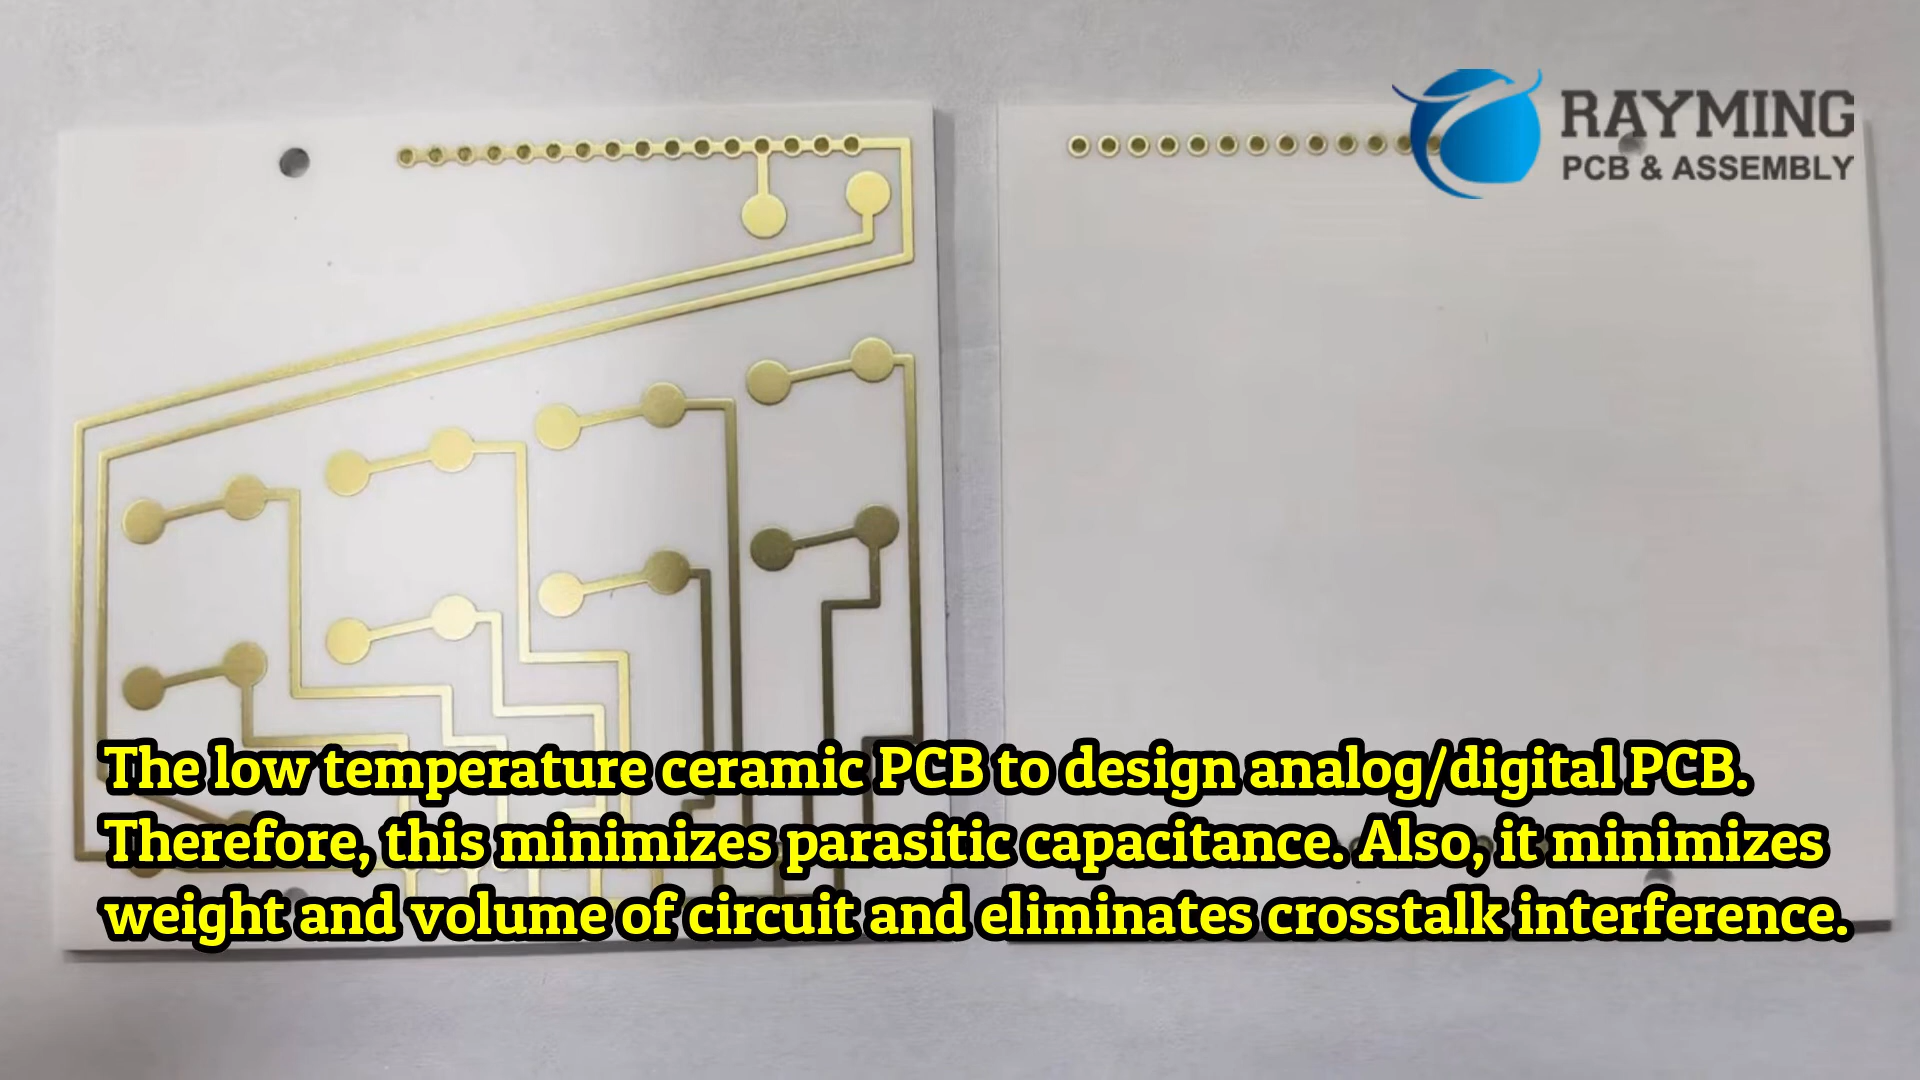 RAYMING
PCB & ASSEMBLY
The low temperature ceramic PCB to design analog/digital PCB.
Therefore, this minimizes parasitic capacitance. Also, it minimizes
weight and volume of circuit and eliminates crosstalk interference.